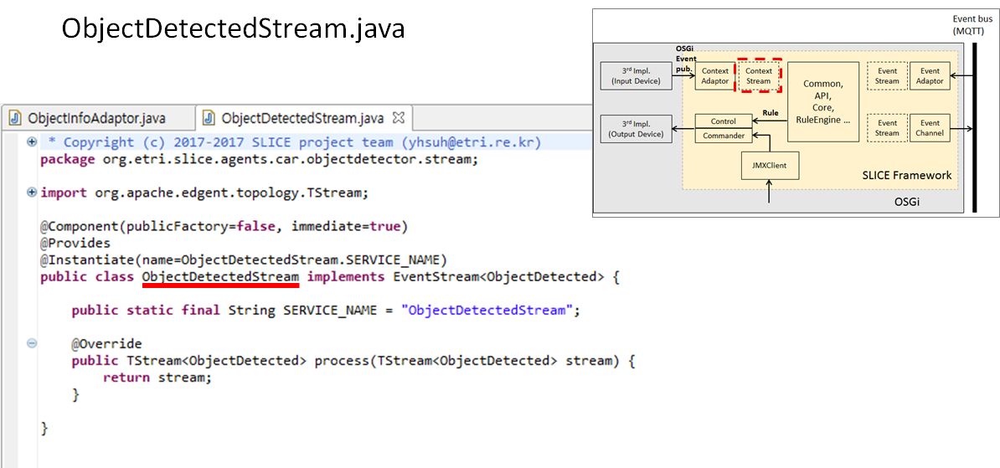 ObjectDetectedStream.java
Event bus
(MQTT)
OSGi
Event
pub.
3rd Impl.
(Input Device)
Context
Adaptor
Context
Stream
Common,
API,
Core,
RuleEngine ...
Event
Stream
Event
Adaptor
3rd Impl.
(Output Device)
Control
Commander
Rule
Event
Stream
Event
Channel
JMXClient
SLICE Framework
OSGi
ObjectInfoAdaptor.java
ObjectDetectedStream.java
* Copyright (c) 2017-2017 SLICE project team (yhsuh@etri.re.kr)
package org.etri.slice.agents.car.objectdetector.stream;
import org.apache.edgent.topology.TStream;
@Component(publicFactory=false, immediate=true)
@Provides
@Instantiate(name=ObjectDetectedStream.SERVICE_NAME)
public class ObjectDetectedStream implements EventStream<ObjectDetected> {
public static final String SERVICE_NAME = "ObjectDetectedStream";
@Override
public TStream<ObjectDetected> process(TStream<ObjectDetected> stream) {
return stream;
}
}